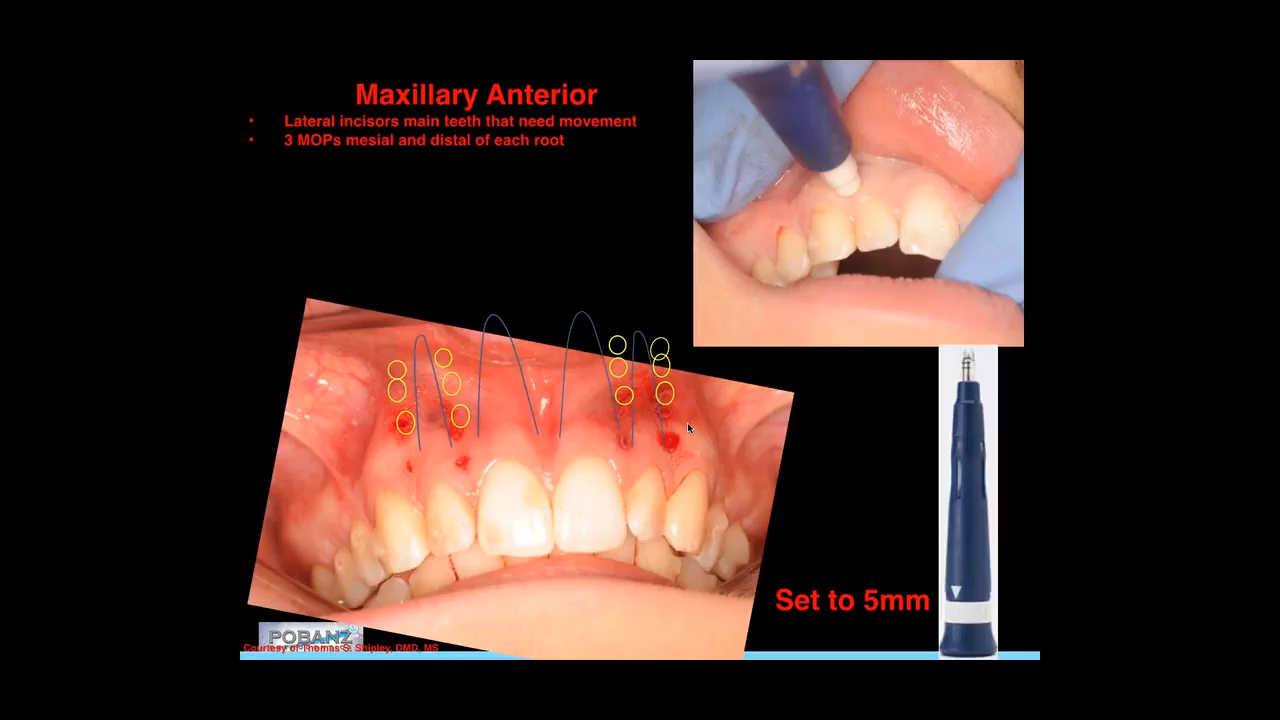 Maxillary Anterior
• Lateral incisors main teeth that need movement
• 3 MOPs mesial and distal of each root
Set to 5mm
POBANZ
Courtesy of Thomas S. Shipley, DMD, MS